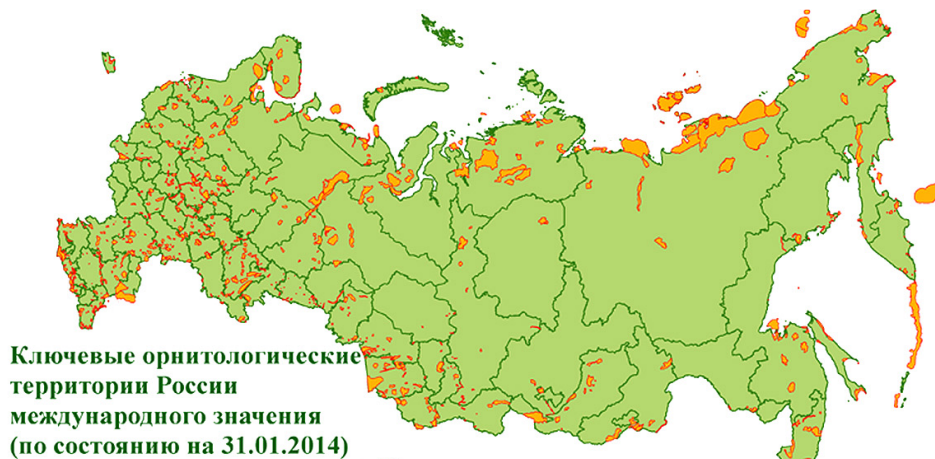 Ключевые орнитологические
территории России
международного значения
(по состоянию на 31.01.2014)